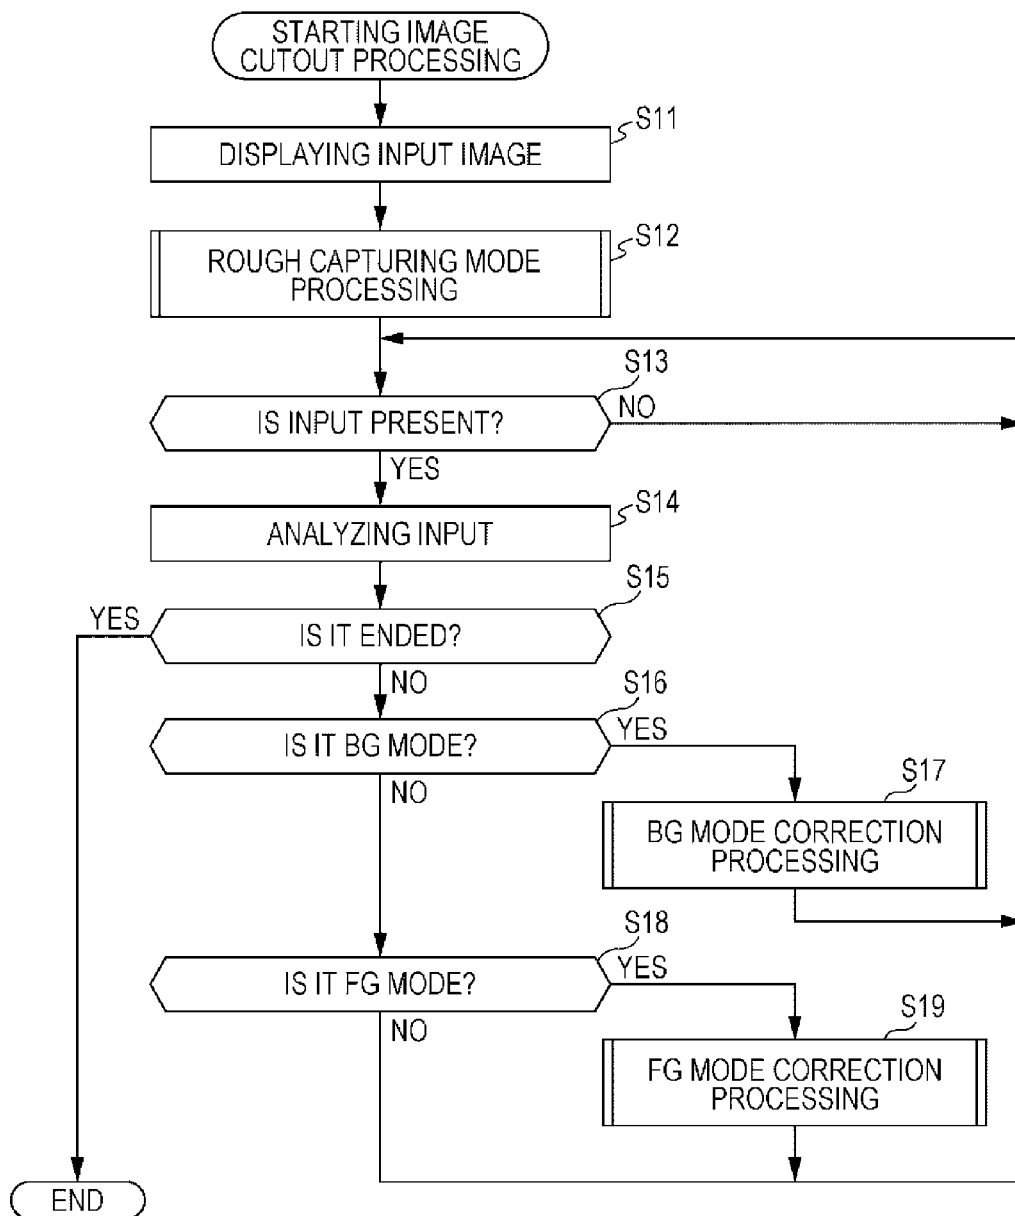 STARTING IMAGE
CUTOUT PROCESSING
S11
DISPLAYING INPUT IMAGE
S12
ROUGH CAPTURING MODE
PROCESSING
S13
IS INPUT PRESENT?
NO
YES
S14
ANALYZING INPUT
S15
YES
IS IT ENDED?
NO
S16
IS IT BG MODE?
YES
NO
S17
BG MODE CORRECTION
PROCESSING
S18
IS IT FG MODE?
YES
NO
S19
FG MODE CORRECTION
PROCESSING
END